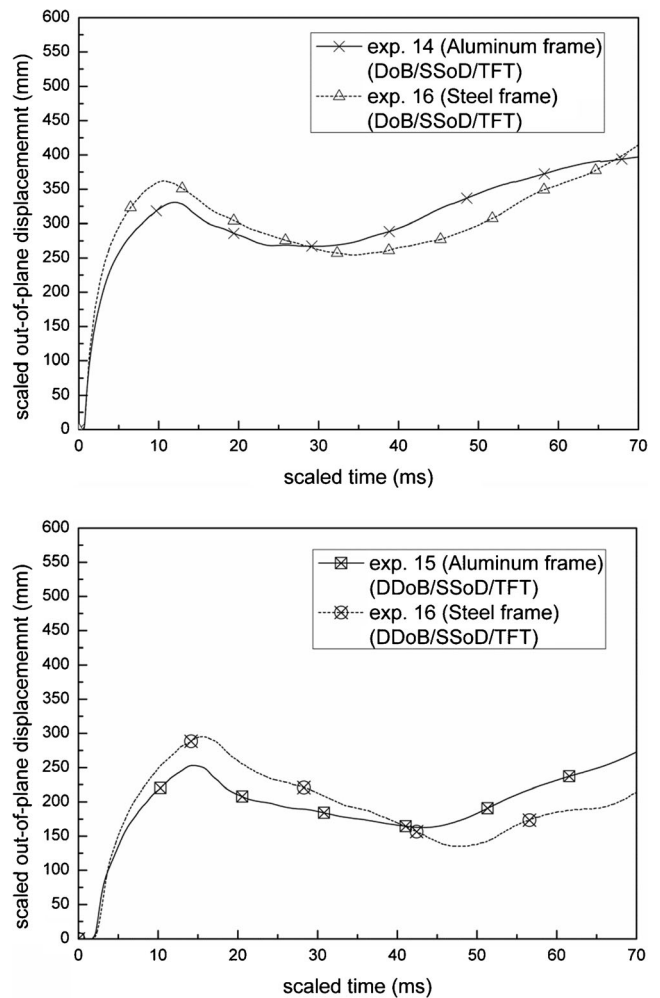 600
550
500
450
400
350
300
250
200
150
100
50
0
scaled out-of-plane displacememnt (mm)
exp. 14 (Aluminum frame)
(DoB/SSoD/TFT)
exp. 16 (Steel frame)
(DoB/SSoD/TFT)
0 10 20 30 40 50 60 70
scaled time (ms)
600
550
500
450
400
350
300
250
200
150
100
50
0
scaled out-of-plane displacememnt (mm)
exp. 15 (Aluminum frame)
(DDoB/SSoD/TFT)
exp. 16 (Steel frame)
(DDoB/SSoD/TFT)
0 10 20 30 40 50 60 70
scaled time (ms)